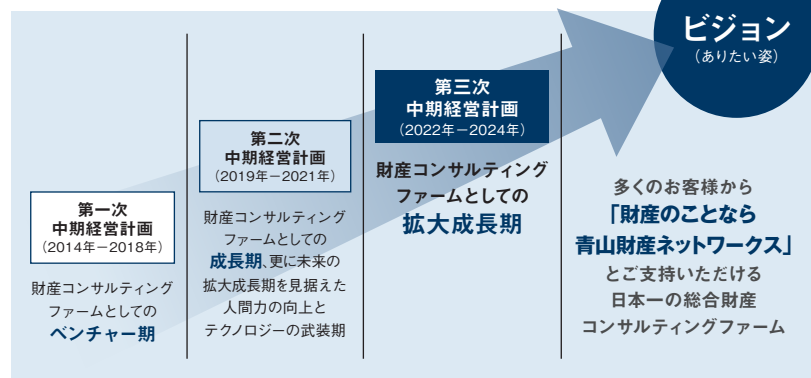 第一次
中期経営計画
(2014年−2018年)
財産コンサルティング
ファームとしての
ベンチャー期
第二次
中期経営計画
(2019年−2021年)
財産コンサルティング
ファームとしての
成長期、更に未来の
拡大成長期を見据えた
人間力の向上と
テクノロジーの武装期
第三次
中期経営計画
(2022年−2024年)
財産コンサルティング
ファームとしての
拡大成長期
ビジョン
(ありたい姿)
多くのお客様から
「財産のことなら
青山財産ネットワークス」
とご支持いただける
日本一の総合財産
コンサルティングファーム